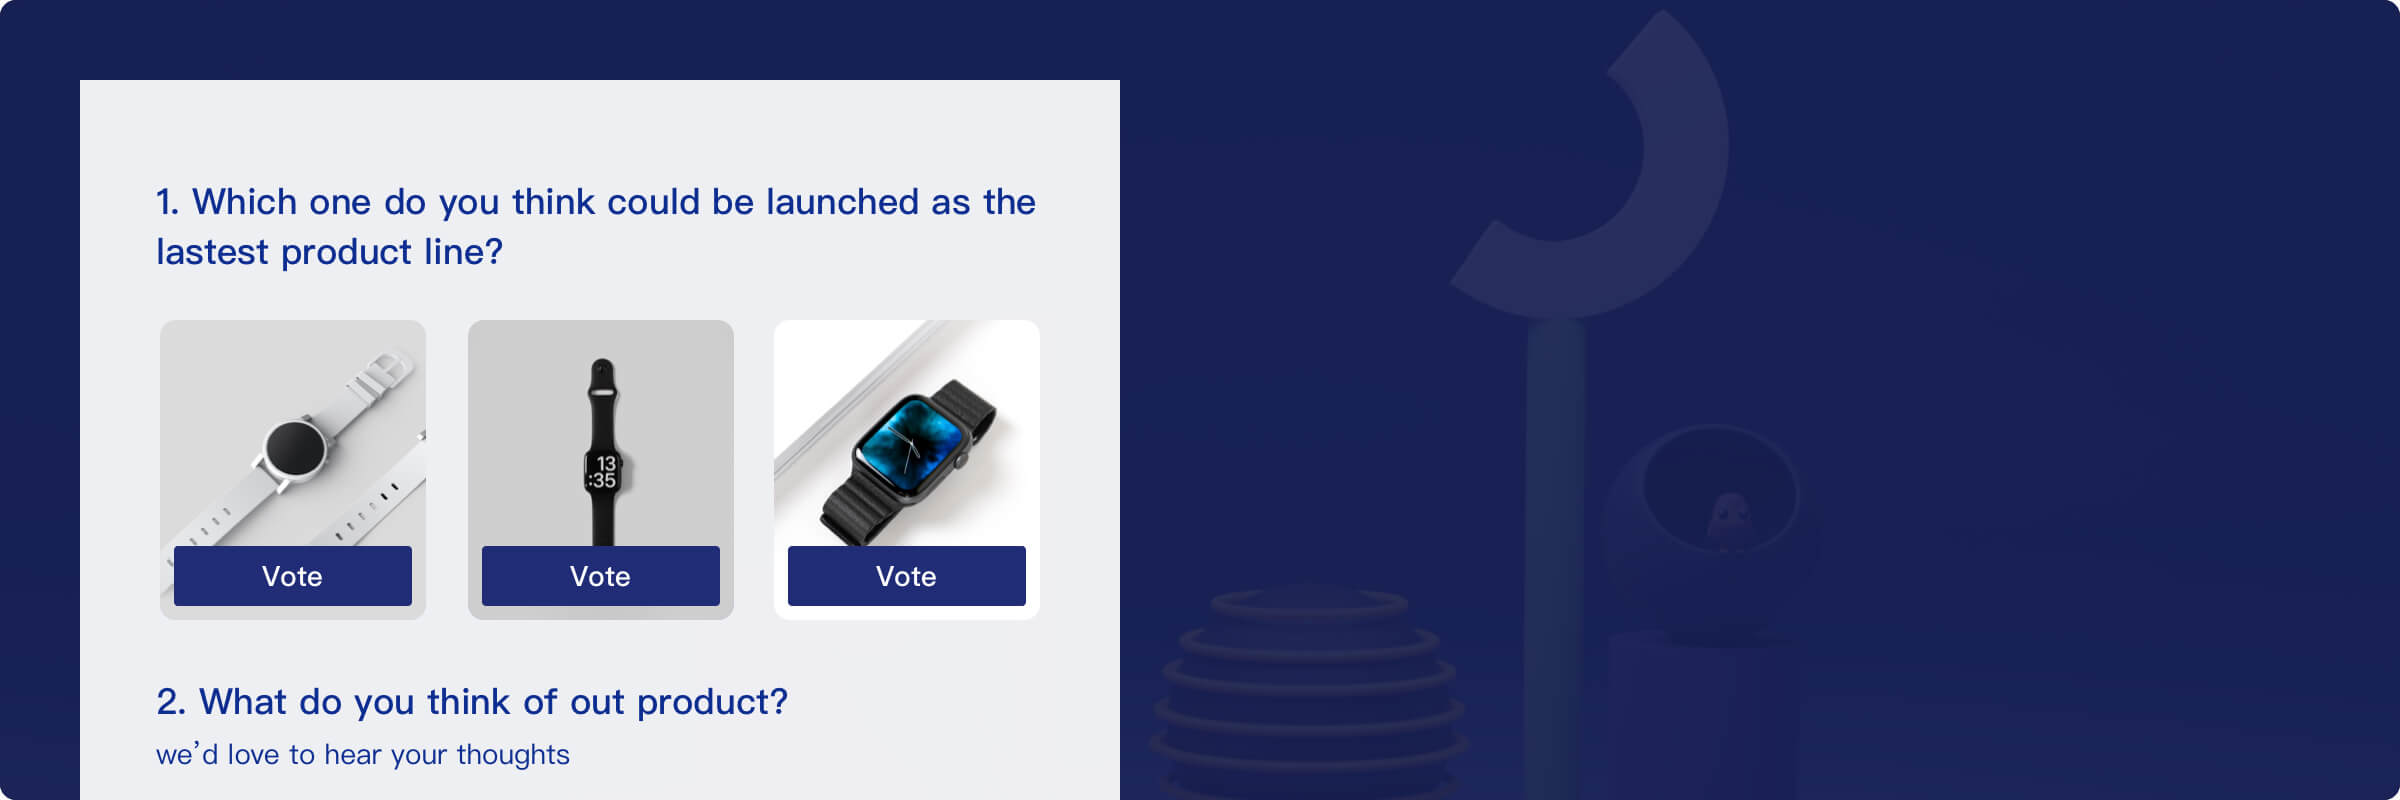 1. Which one do you think could be launched as the
lastest product line?
13
:35
Vote
Vote
Vote
2. What do you think of out product?
we’d love to hear your thoughts